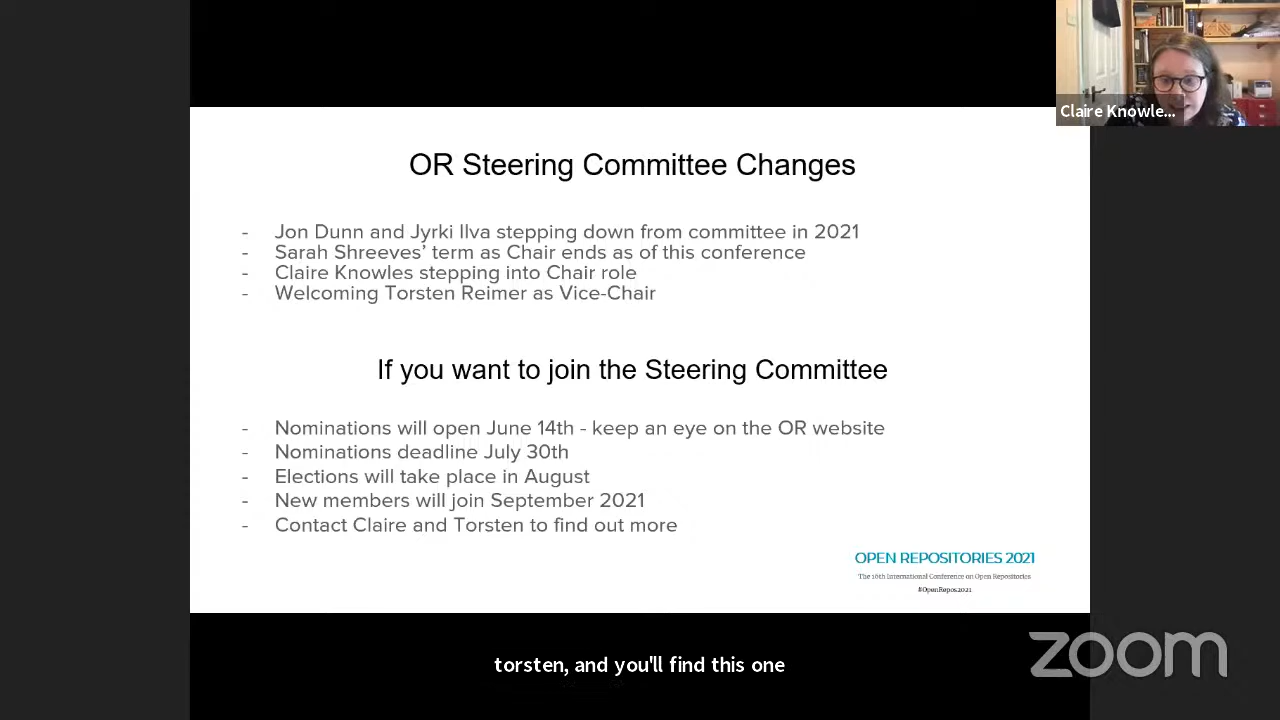 Claire Knowle...
OR Steering Committee Changes
- Jon Dunn and Jyrki Ilva stepping down from committee in 2021
- Sarah Shreeves' term as Chair ends as of this conference
- Claire Knowles stepping into Chair role
- Welcoming Torsten Reimer as Vice-Chair
If you want to join the Steering Committee
- Nominations will open June 14th - keep an eye on the OR website
- Nominations deadline July 30th
- Elections will take place in August
- New members will join September 2021
- Contact Claire and Torsten to find out more
OPEN REPOSITORIES 2021
The 16th International Conference on Open Repositories
#OpenRepos2021
zoom
torsten, and you'll find this one